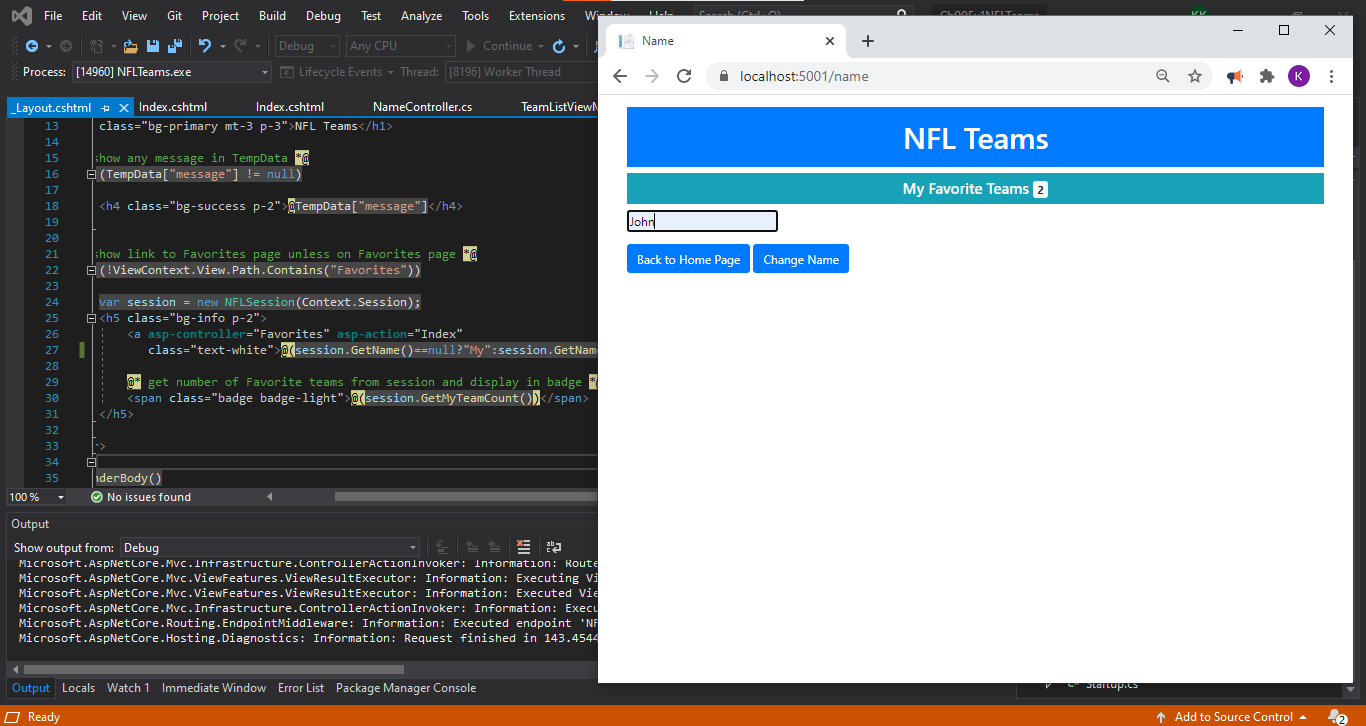 File Edit View Git Project Build Debug Test Analyze Tools Extensions Window Help Search (Ctrl+Q) Ch09Ex1NFLTeams KK
Debug Any CPU Continue
Process: [14960] NFLTeams.exe Lifecycle Events Thread: [8196] Worker Thread
_Layout.cshtml Index.cshtml Index.cshtml NameController.cs TeamListViewM
13 class="bg-primary mt-3 p-3">NFL Teams</h1>
14
15 show any message in TempData *@
16 (TempData["message"] != null)
17
18 <h4 class="bg-success p-2">@TempData["message"]</h4>
19
20
21 show link to Favorites page unless on Favorites page *@
22 (!ViewContext.View.Path.Contains("Favorites"))
23
24 var session = new NFLSession(Context.Session);
25 <h5 class="bg-info p-2">
26 <a asp-controller="Favorites" asp-action="Index"
27 class="text-white">@(session.GetName()==null?"My":session.GetName
28
29 @* get number of Favorite teams from session and display in badge *
30 <span class="badge badge-light">@(session.GetMyTeamCount())</span>
31 </h5>
32
33 >
34
35 nderBody()
100 % No issues found
Output
Show output from: Debug
Microsoft.AspNetCore.Mvc.Infrastructure.ControllerActionInvoker: Information: Route
Microsoft.AspNetCore.Mvc.ViewFeatures.ViewResultExecutor: Information: Executing Vi
Microsoft.AspNetCore.Mvc.ViewFeatures.ViewResultExecutor: Information: Executed Vie
Microsoft.AspNetCore.Mvc.Infrastructure.ControllerActionInvoker: Information: Execu
Microsoft.AspNetCore.Routing.EndpointMiddleware: Information: Executed endpoint 'NF
Microsoft.AspNetCore.Hosting.Diagnostics: Information: Request finished in 143.4544
Output Locals Watch 1 Immediate Window Error List Package Manager Console
Ready
Name
localhost:5001/name
K
NFL Teams
My Favorite Teams 2
John
Back to Home Page Change Name
Startup.cs
Add to Source Control 2